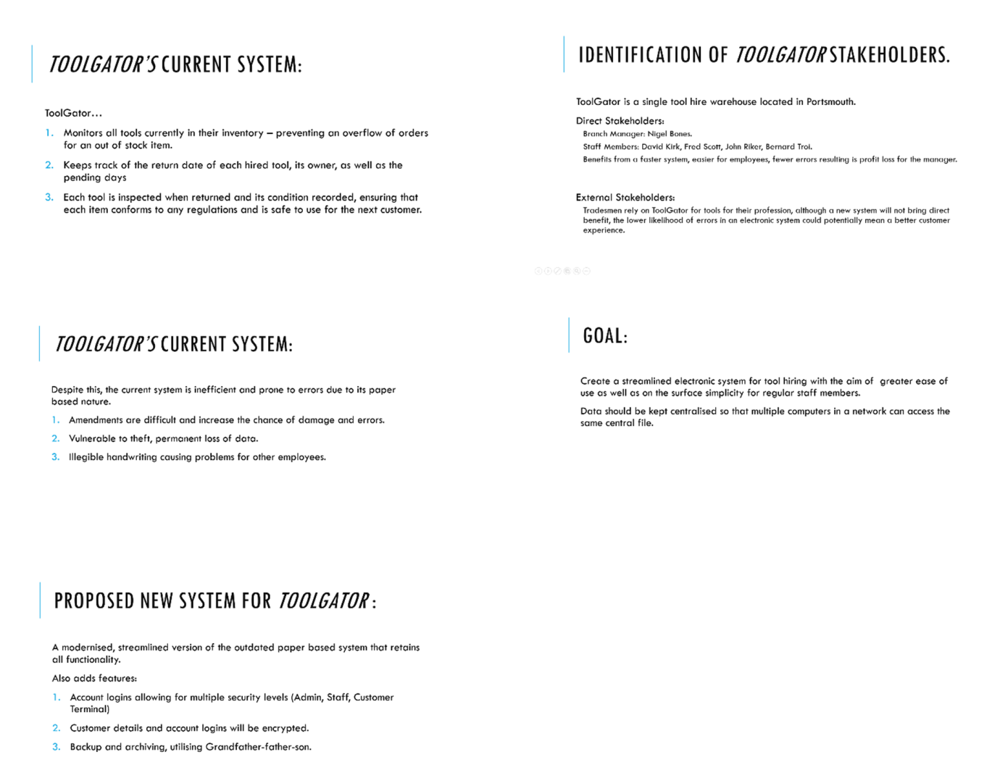 TOOLGATOR'S CURRENT SYSTEM:
ToolGator...
1. Monitors all tools currently in their inventory – preventing an overflow of orders
for an out of stock item.
2. Keeps track of the return date of each hired tool, its owner, as well as the
pending days
3. Each tool is inspected when returned and its condition recorded, ensuring that
each item conforms to any regulations and is safe to use for the next customer.
IDENTIFICATION OF TOOLGATOR STAKEHOLDERS.
ToolGator is a single tool hire warehouse located in Portsmouth.
Direct Stakeholders:
Branch Manager: Nigel Bones.
Staff Members: David Kirk, Fred Scott, John Riker, Bernard Troi.
Benefits from a faster system, easier for employees, fewer errors resulting is profit loss for the manager.
External Stakeholders:
Tradesmen rely on ToolGator for tools for their profession, although a new system will not bring direct
benefit, the lower likelihood of errors in an electronic system could potentially mean a better customer
experience.
TOOLGATOR'S CURRENT SYSTEM:
Despite this, the current system is inefficient and prone to errors due to its paper
based nature.
1. Amendments are difficult and increase the chance of damage and errors.
2. Vulnerable to theft, permanent loss of data.
3. Illegible handwriting causing problems for other employees.
GOAL:
Create a streamlined electronic system for tool hiring with the aim of greater ease of
use as well as on the surface simplicity for regular staff members.
Data should be kept centralised so that multiple computers in a network can access the
same central file.
PROPOSED NEW SYSTEM FOR TOOLGATOR :
A modernised, streamlined version of the outdated paper based system that retains
all functionality.
Also adds features:
1. Account logins allowing for multiple security levels (Admin, Staff, Customer
Terminal)
2. Customer details and account logins will be encrypted.
3. Backup and archiving, utilising Grandfather-father-son.